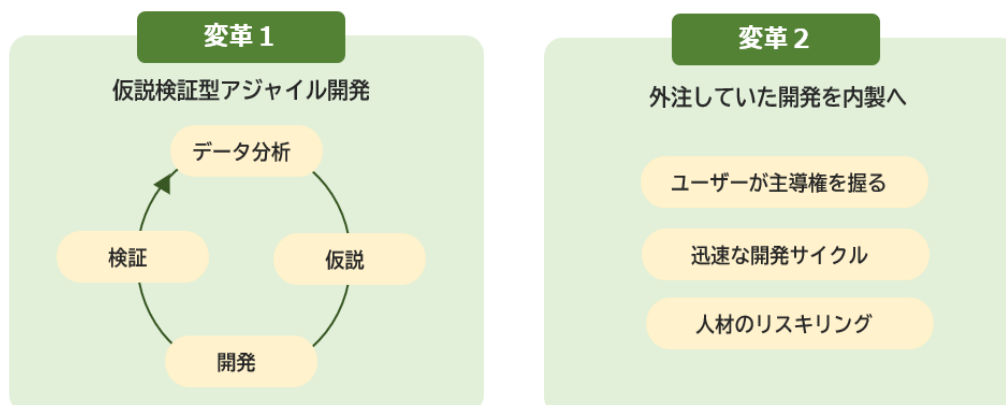 変革１
仮説検証型アジャイル開発
データ分析
検証
仮説
開発
変革２
外注していた開発を内製へ
ユーザーが主導権を握る
迅速な開発サイクル
人材のリスキリング